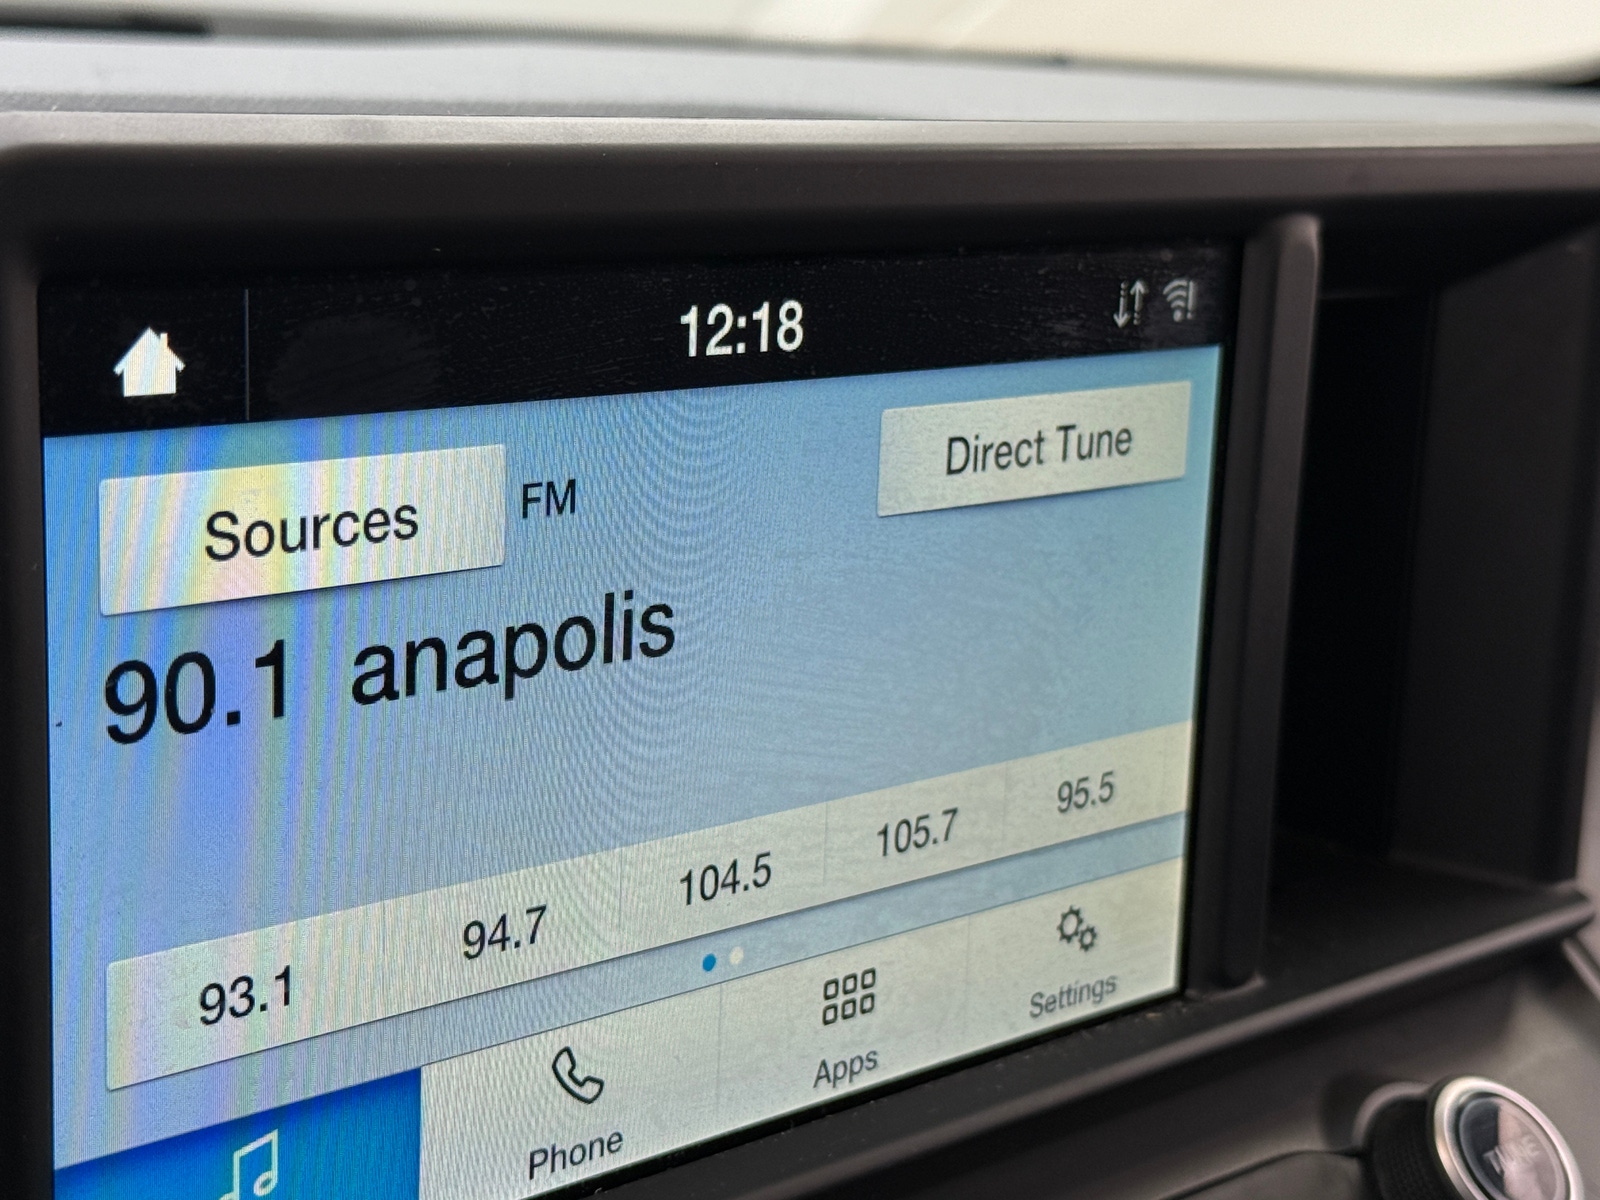 12:18
Sources FM Direct Tune
90.1 anapolis
93.1 94.7 104.5 105.7 95.5
Phone Apps Settings
TUNE